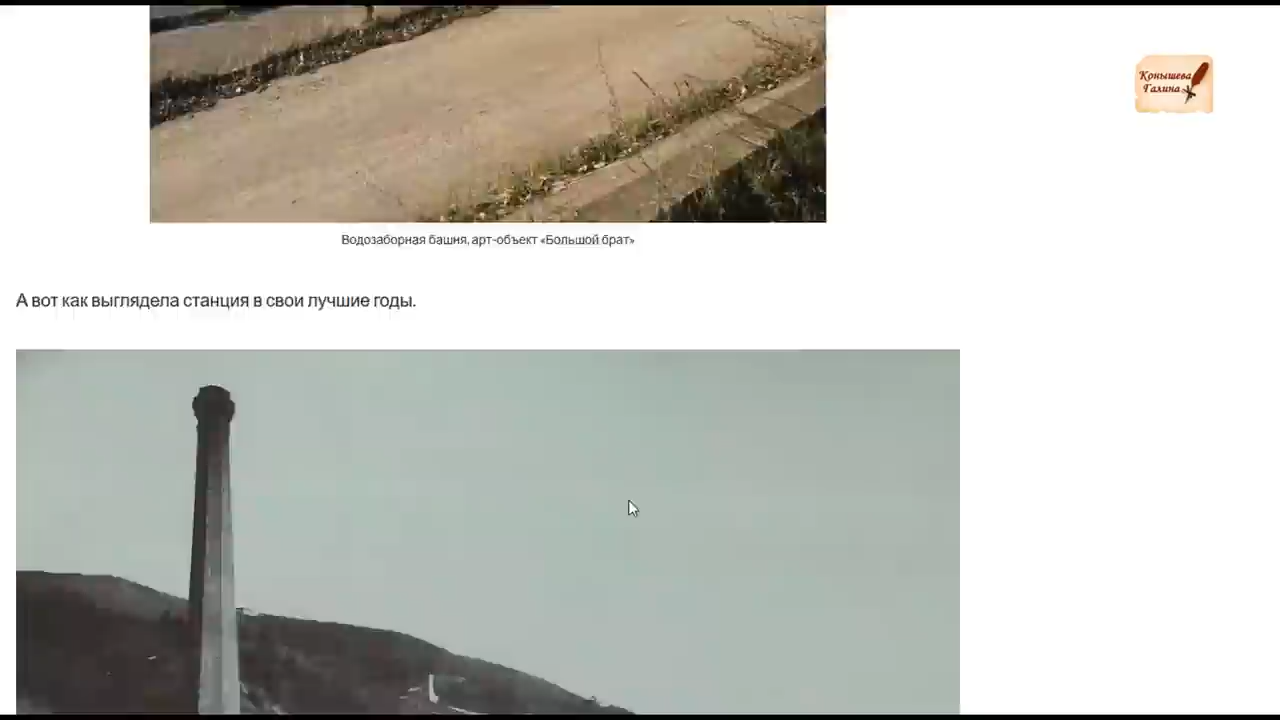 Конышева
Галина
Водозаборная башня, арт-объект «Большой брат»
А вот как выглядела станция в свои лучшие годы.